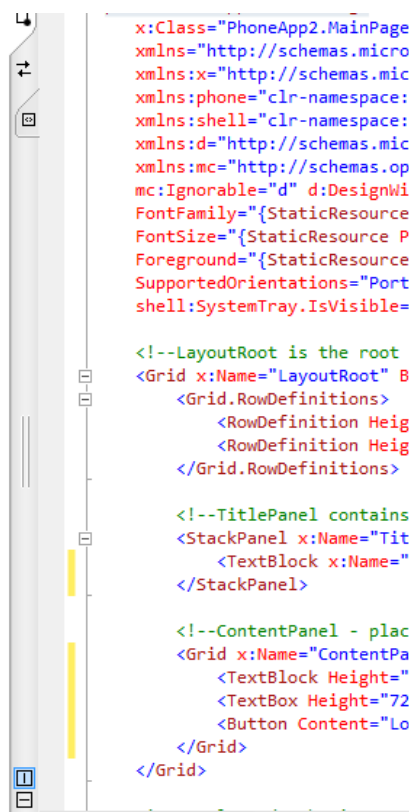 x:Class="PhoneApp2.MainPage
xmlns="http://schemas.micro
xmlns:x="http://schemas.mic
xmlns:phone="clr-namespace:
xmlns:shell="clr-namespace:
xmlns:d="http://schemas.mic
xmlns:mc="http://schemas.op
mc:Ignorable="d" d:DesignWi
FontFamily="{StaticResource
FontSize="{StaticResource P
Foreground="{StaticResource
SupportedOrientations="Port
shell:SystemTray.IsVisible=
<!--LayoutRoot is the root
<Grid x:Name="LayoutRoot" B
<Grid.RowDefinitions>
<RowDefinition Heig
<RowDefinition Heig
</Grid.RowDefinitions>
<!--TitlePanel contains
<StackPanel x:Name="Tit
<TextBlock x:Name="
</StackPanel>
<!--ContentPanel - plac
<Grid x:Name="ContentPa
<TextBlock Height="
<TextBox Height="72
<Button Content="Lo
</Grid>
</Grid>